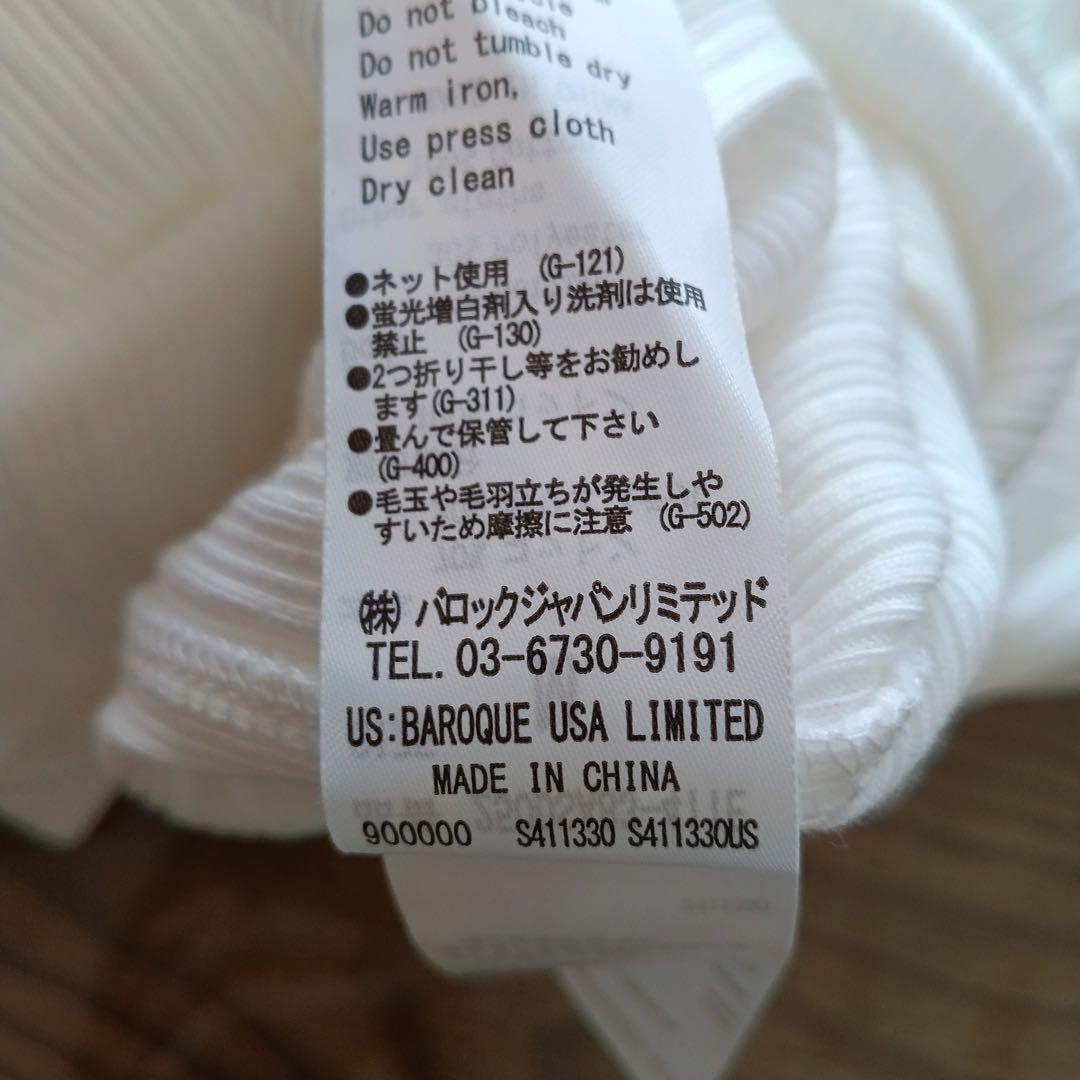 Do not bleach
Do not tumble dry
Warm iron,
Use press cloth
Dry clean
●ネット使用 (G-121)
●蛍光増白剤入り洗剤は使用
禁止 (G-130)
●2つ折り干し等をお勧めし
ます(G-311)
●畳んで保管して下さい
(G-400)
●毛玉や毛羽立ちが発生しや
すいため摩擦に注意 (G-502)
(株) バロックジャパンリミテッド
TEL. 03-6730-9191
US:BAROQUE USA LIMITED
MADE IN CHINA
900000 S411330 S411330US